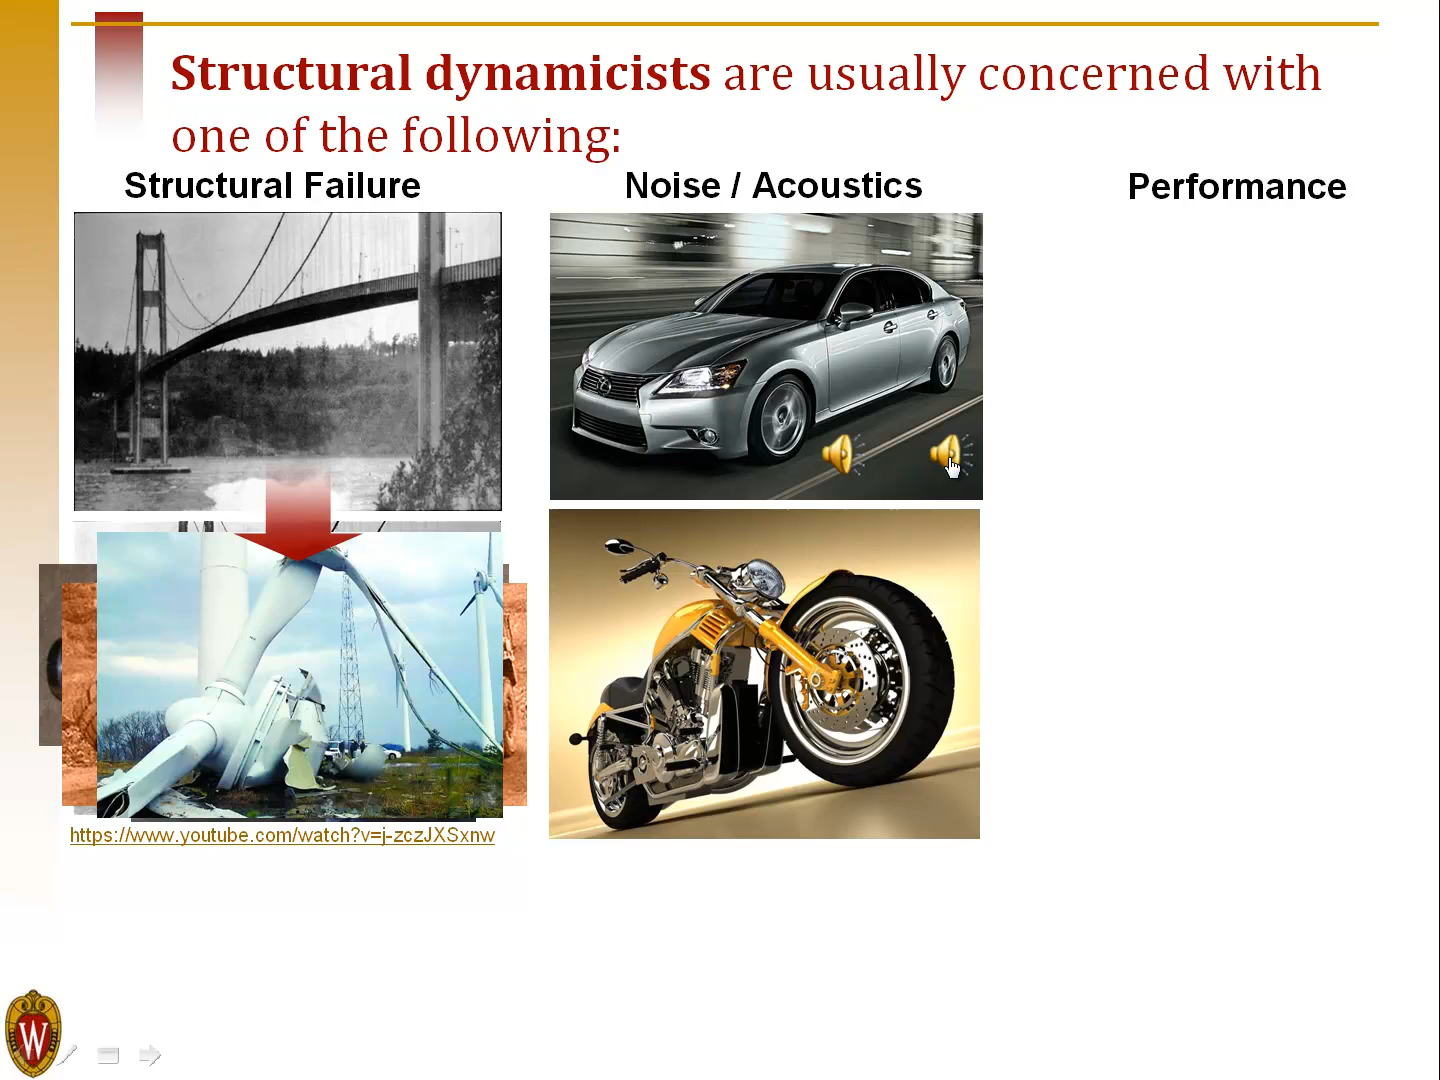 Structural dynamicists are usually concerned with
one of the following:
Structural Failure
Noise / Acoustics
Performance
https://www.youtube.com/watch?v=j-zczJXSxnw
W